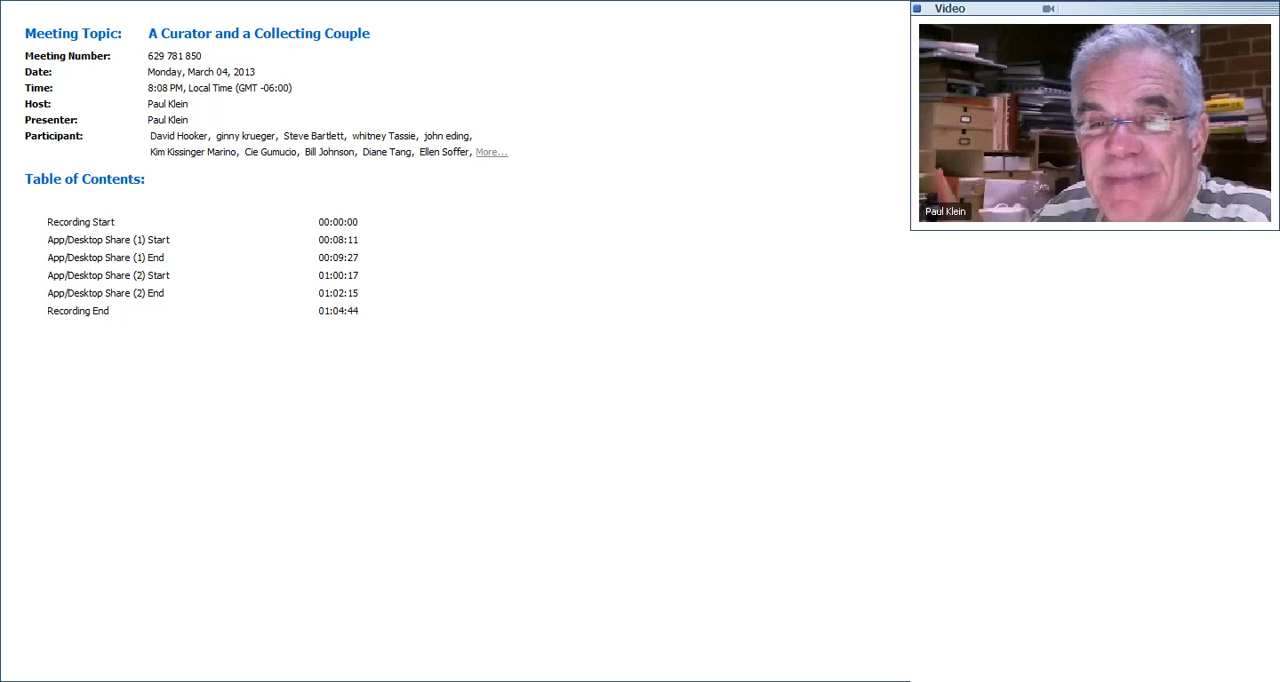 Meeting Topic: A Curator and a Collecting Couple
Meeting Number: 629 781 850
Date: Monday, March 04, 2013
Time: 8:08 PM, Local Time (GMT -06:00)
Host: Paul Klein
Presenter: Paul Klein
Participant: David Hooker, ginny krueger, Steve Bartlett, whitney Tassie, john eding,
Kim Kissinger Marino, Cie Gumucio, Bill Johnson, Diane Tang, Ellen Soffer, More...
Table of Contents:
Recording Start 00:00:00
App/Desktop Share (1) Start 00:08:11
App/Desktop Share (1) End 00:09:27
App/Desktop Share (2) Start 01:00:17
App/Desktop Share (2) End 01:02:15
Recording End 01:04:44
Video
Paul Klein